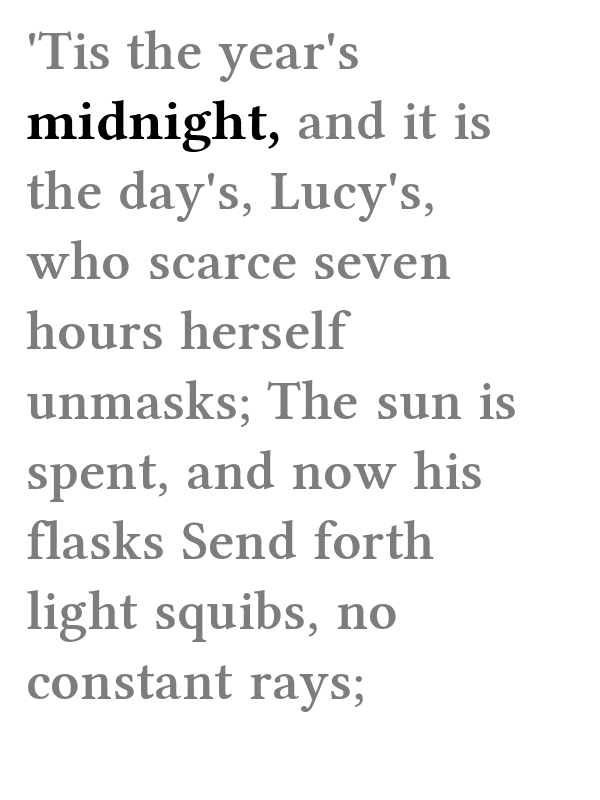 'Tis the year's
midnight, and it is
the day's, Lucy's,
who scarce seven
hours herself
unmasks; The sun is
spent, and now his
flasks Send forth
light squibs, no
constant rays;